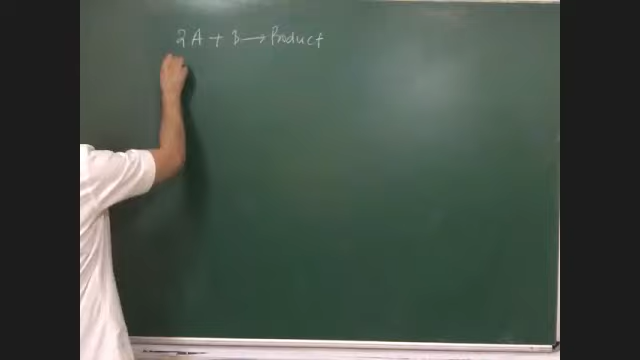 2A + B → Product